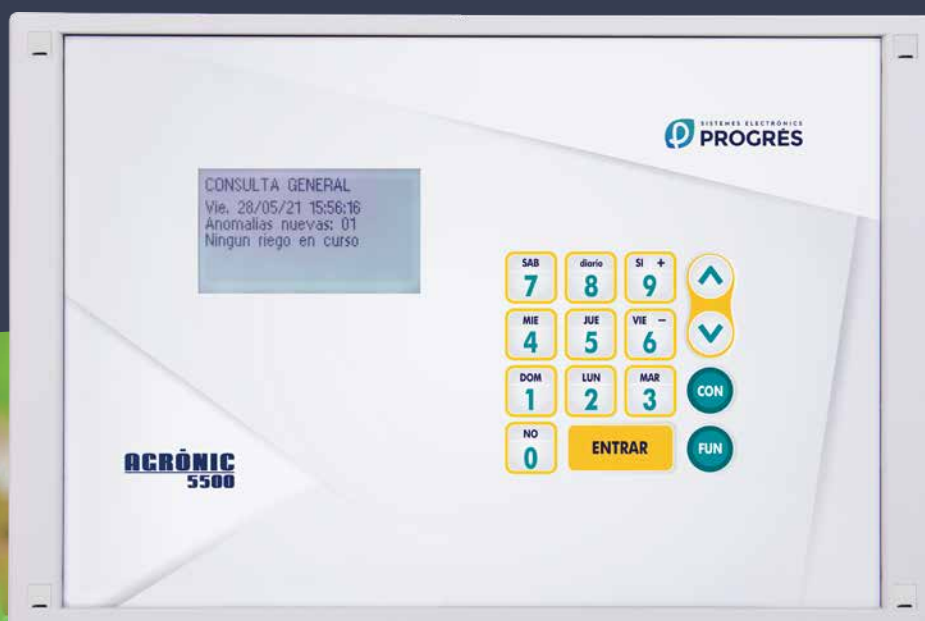 SISTEMES ELECTRÒNICS
PROGRÉS
CONSULTA GENERAL
Vie. 28/05/21 15:56:16
Anomalias nuevas: 01
Ningun riego en curso
SAB
7
diario
8
SI +
9
MIE
4
JUE
5
VIE –
6
DOM
1
LUN
2
MAR
3
CON
NO
0
ENTRAR
FUN
AGRÓNIC
5500